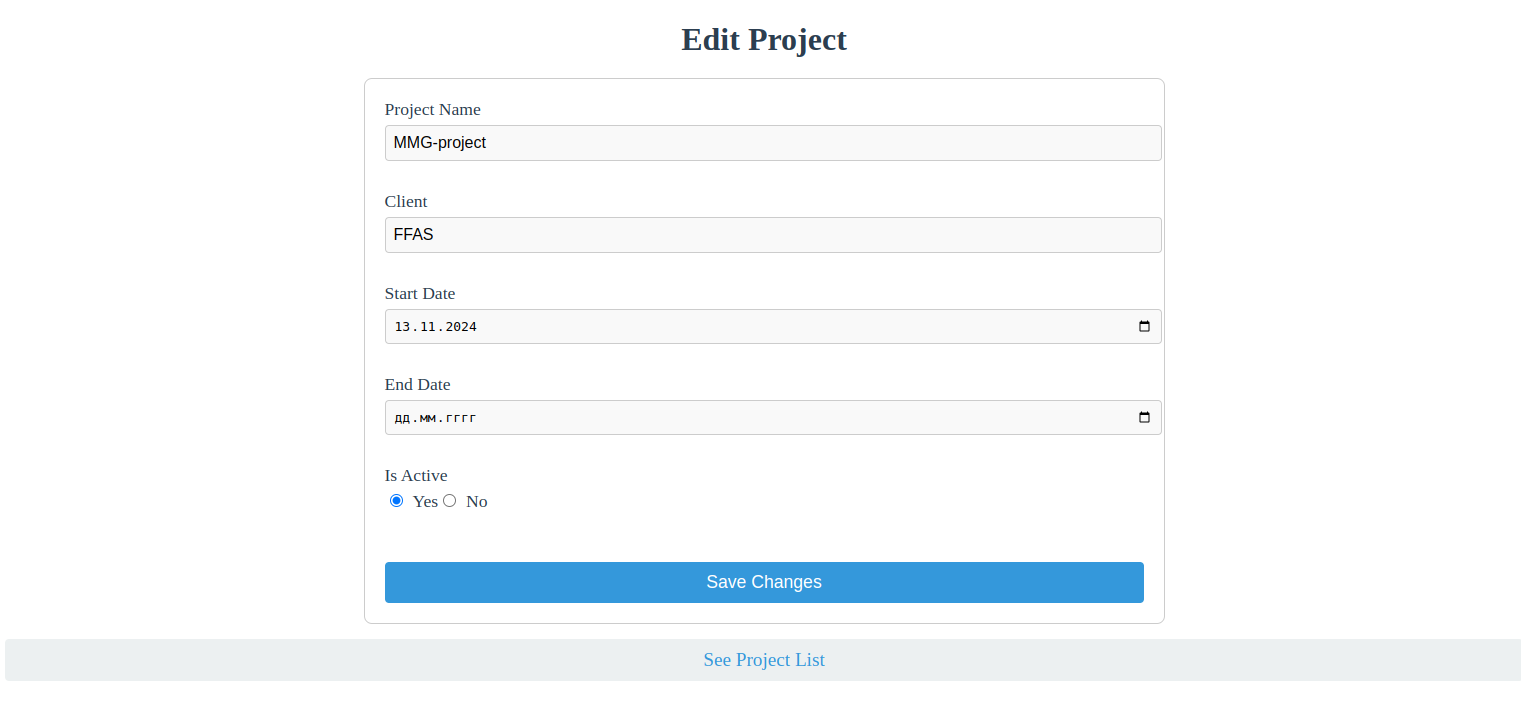 Edit Project
Project Name
MMG-project
Client
FFAS
Start Date
13.11.2024
End Date
дд.мм.гггг
Is Active
Yes No
Save Changes
See Project List